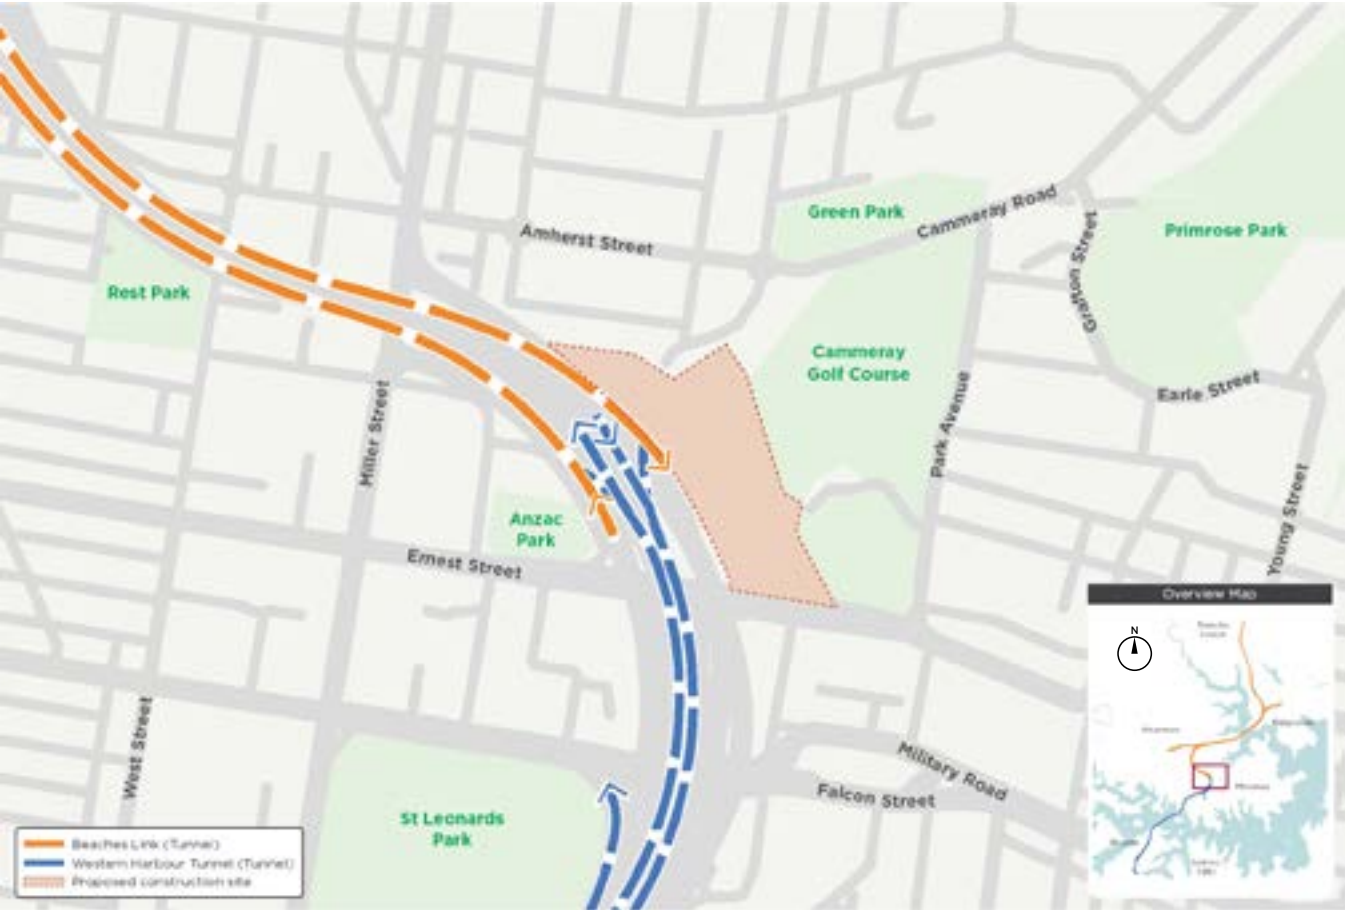 Green Park
Cammeray Road
Primrose Park
Amherst Street
Grafton Street
Rest Park
Cammeray
Golf Course
Earle Street
Miller Street
Park Avenue
Anzac
Park
Ernest Street
Young Street
Overview Map
N
West Street
Military Road
Falcon Street
St Leonards
Park
Beaches Link (Tunnel)
Western Harbour Tunnel (Tunnel)
Proposed construction site